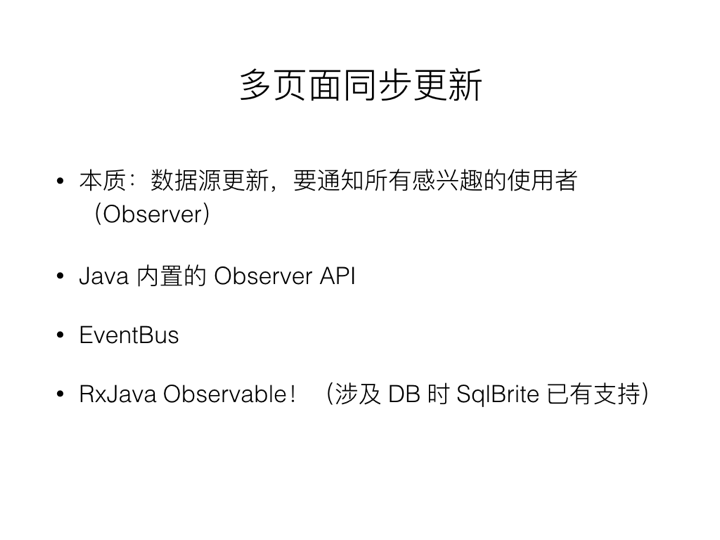 多页面同步更新
• 本质：数据源更新，要通知所有感兴趣的使用者
（Observer）
• Java 内置的 Observer API
• EventBus
• RxJava Observable！（涉及 DB 时 SqlBrite 已有支持）